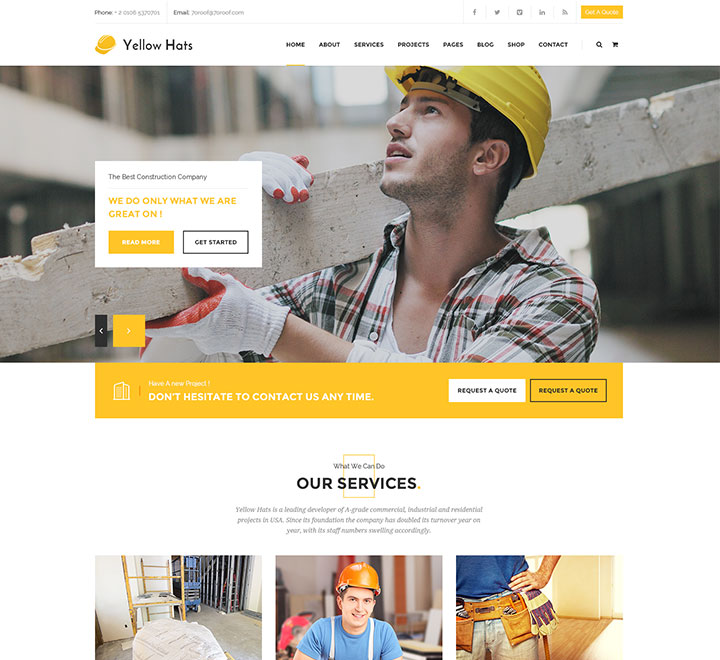 Phone: + 2 0106 5370701 Email: 7oroof@7oroof.com Get A Quote
Yellow Hats
HOME ABOUT SERVICES PROJECTS PAGES BLOG SHOP CONTACT
The Best Construction Company
WE DO ONLY WHAT WE ARE
GREAT ON !
READ MORE GET STARTED
Have A new Project !
DON'T HESITATE TO CONTACT US ANY TIME.
REQUEST A QUOTE REQUEST A QUOTE
What We Can Do
OUR SERVICES.
Yellow Hats is a leading developer of A-grade commercial, industrial and residential
projects in USA. Since its foundation the company has doubled its turnover year on
year, with its staff numbers swelling accordingly.